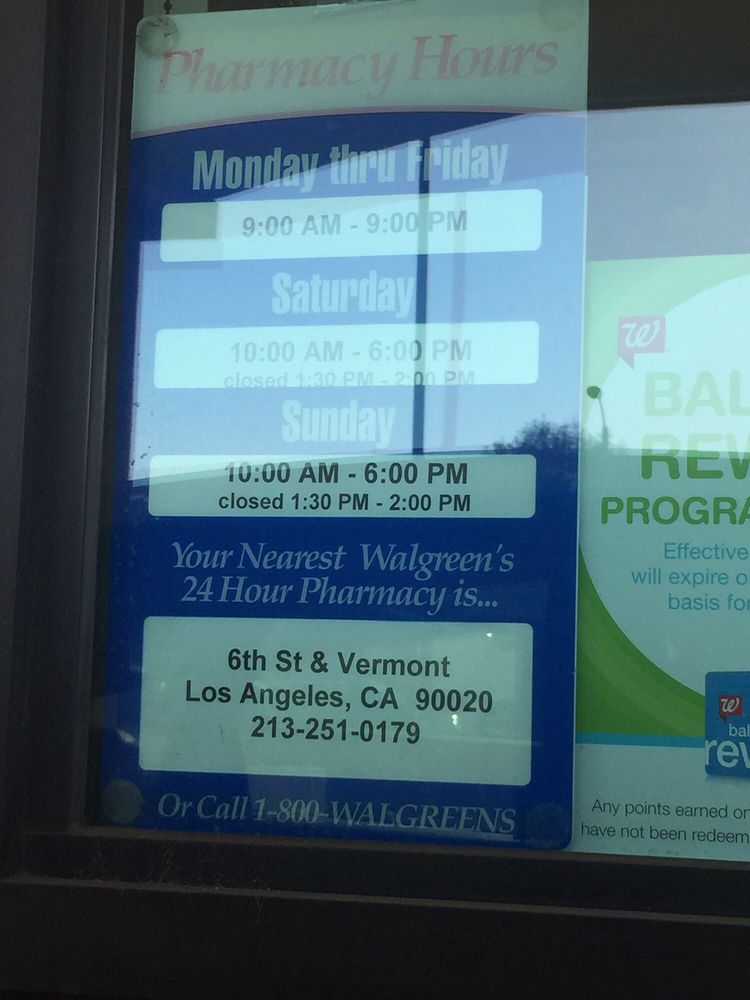 Pharmacy Hours
Monday thru Friday
9:00 AM - 9:00 PM
Saturday
10:00 AM - 6:00 PM
closed 1:30 PM - 2:00 PM
Sunday
10:00 AM - 6:00 PM
closed 1:30 PM - 2:00 PM
Your Nearest Walgreen's
24 Hour Pharmacy is...
6th St & Vermont
Los Angeles, CA 90020
213-251-0179
Or Call 1-800-WALGREENS
W
BAL
REW
PROGRA
Effective
will expire o
basis for
W
bal
rew
Any points earned on
have not been redeem